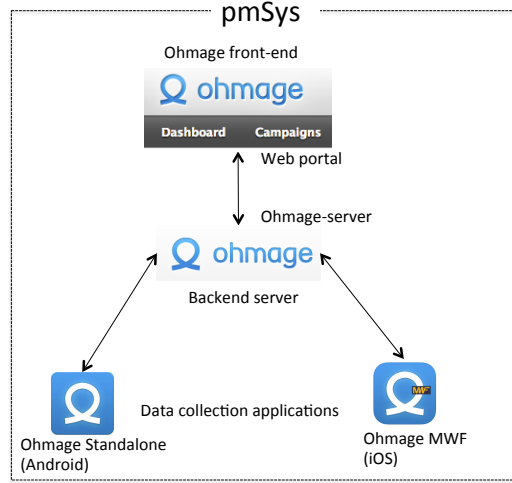 pmSys
Ohmage front-end
ohmage
Dashboard Campaigns
Web portal
Ohmage-server
ohmage
Backend server
MWF
Data collection applications
Ohmage Standalone
(Android)
Ohmage MWF
(iOS)